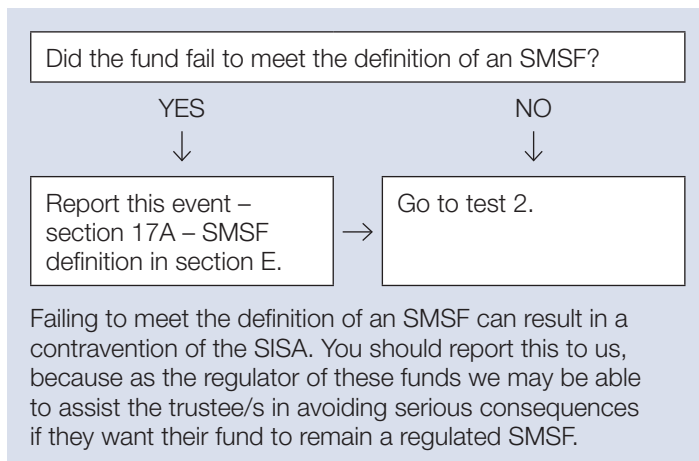 Did the fund fail to meet the definition of an SMSF?
YES
NO
Report this event –
section 17A – SMSF
definition in section E.
Go to test 2.
Failing to meet the definition of an SMSF can result in a
contravention of the SISA. You should report this to us,
because as the regulator of these funds we may be able
to assist the trustee/s in avoiding serious consequences
if they want their fund to remain a regulated SMSF.